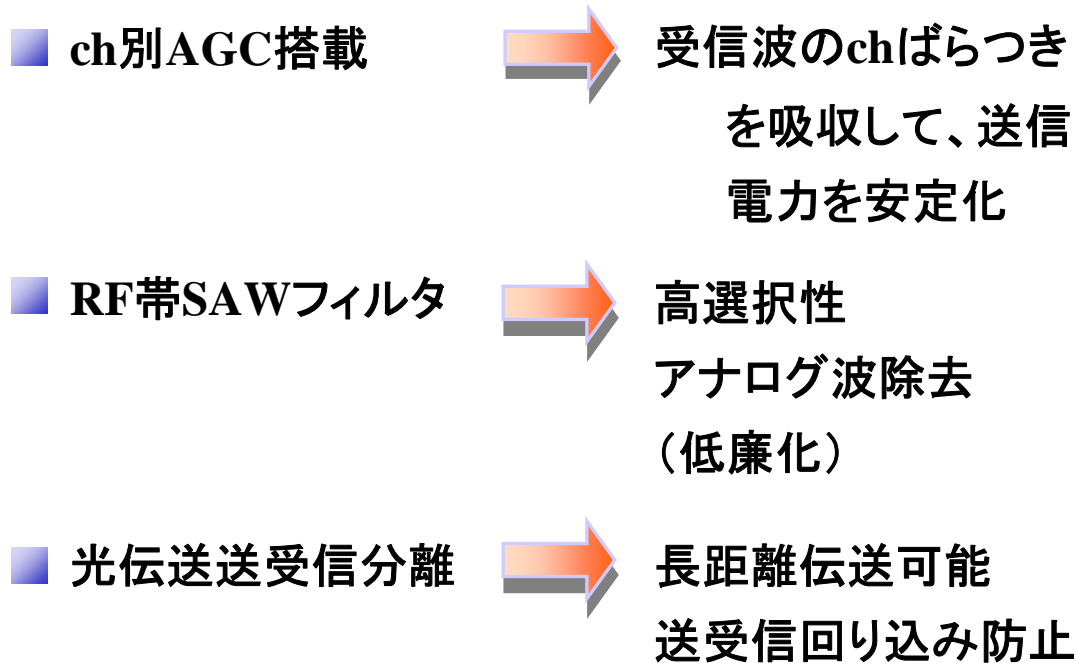 ch別AGC搭載
受信波のchばらつき
を吸収して、送信
電力を安定化
RF帯SAWフィルタ
高選択性
アナログ波除去
（低廉化）
光伝送送受信分離
長距離伝送可能
送受信回り込み防止